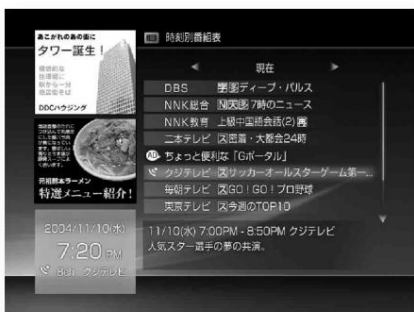 あこがれのあの街に
タワー誕生!
DDCハウジング
元祖熊本ラーメン
特選メニュー紹介!
2004/11/10(水)
7:20 PM
8ch クジテレビ
時刻別番組表
現在
DBS ディープ・パルス
NNK総合 7時のニュース
NNK教育 上級中国語会話(2)
二本テレビ 密着・大都会24時
AD ちょっと便利な「Gポータル」
クジテレビ サッカーオールスターゲーム第一...
毎朝テレビ GO!GO!プロ野球
東京テレビ 今週のTOP10
11/10(水) 7:00PM - 8:50PM クジテレビ
人気スター選手の夢の共演。